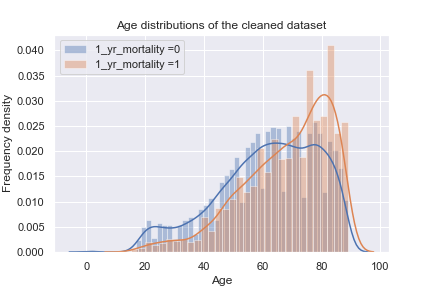 Age distributions of the cleaned dataset
1_yr_mortality =0
1_yr_mortality =1
0.040
0.035
0.030
0.025
0.020
0.015
0.010
0.005
0.000
Frequency density
0 20 40 60 80 100
Age